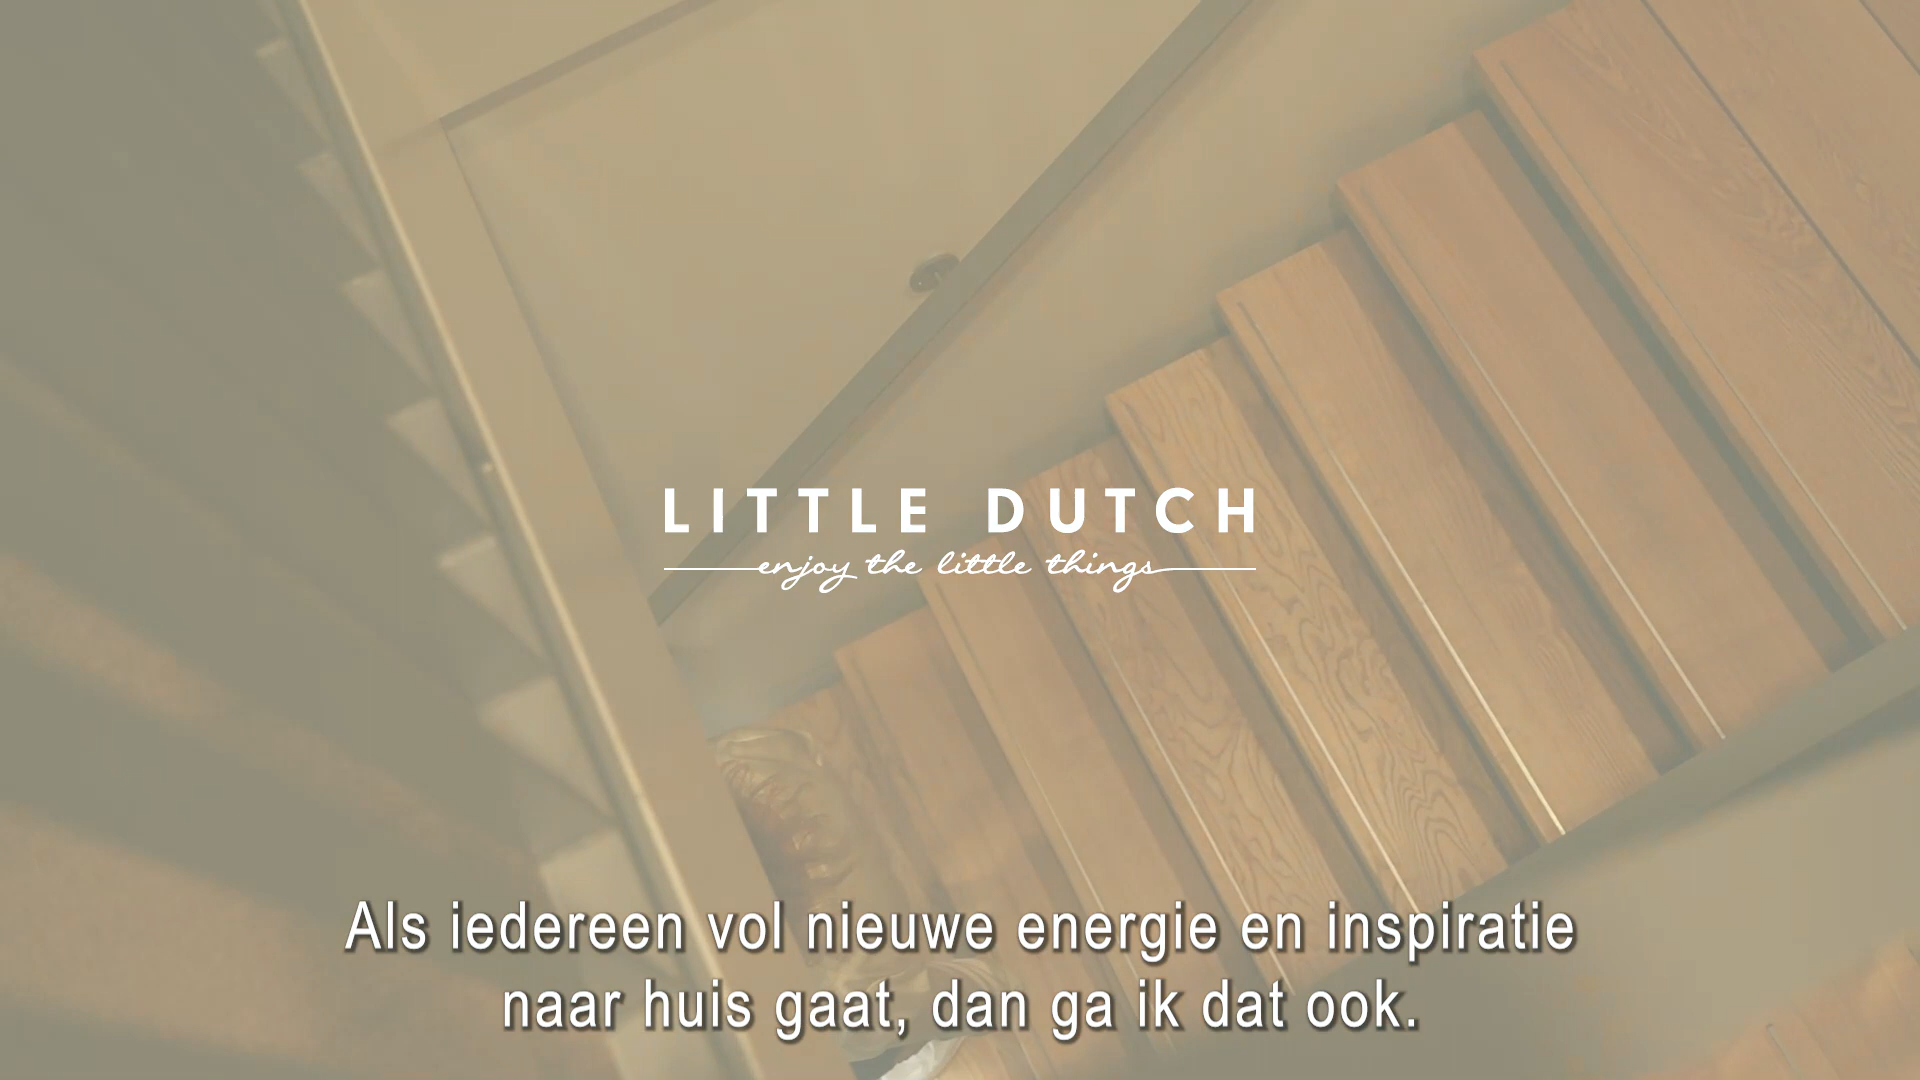 LITTLE DUTCH
enjoy the little things
Als iedereen vol nieuwe energie en inspiratie
naar huis gaat, dan ga ik dat ook.